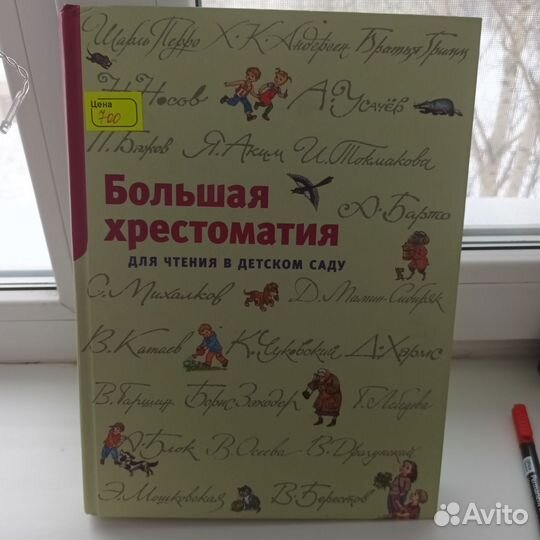 Шарль Перро Х.К. Андерсен Братья Гримм
Н. Носов А. Усачёв
Цена
700
П. Бажов Я. Аким И. Токмакова
Большая
хрестоматия
А. Барто
ДЛЯ ЧТЕНИЯ В ДЕТСКОМ САДУ
С. Михалков Д. Мамин-Сибиряк
В. Катаев К. Чуковский Д. Хармс
В. Гаршин Борис Заходер Г. Лебедева
А. Блок В. Осеева В. Драгунский
Э. Мошковская В. Берестов
Avito